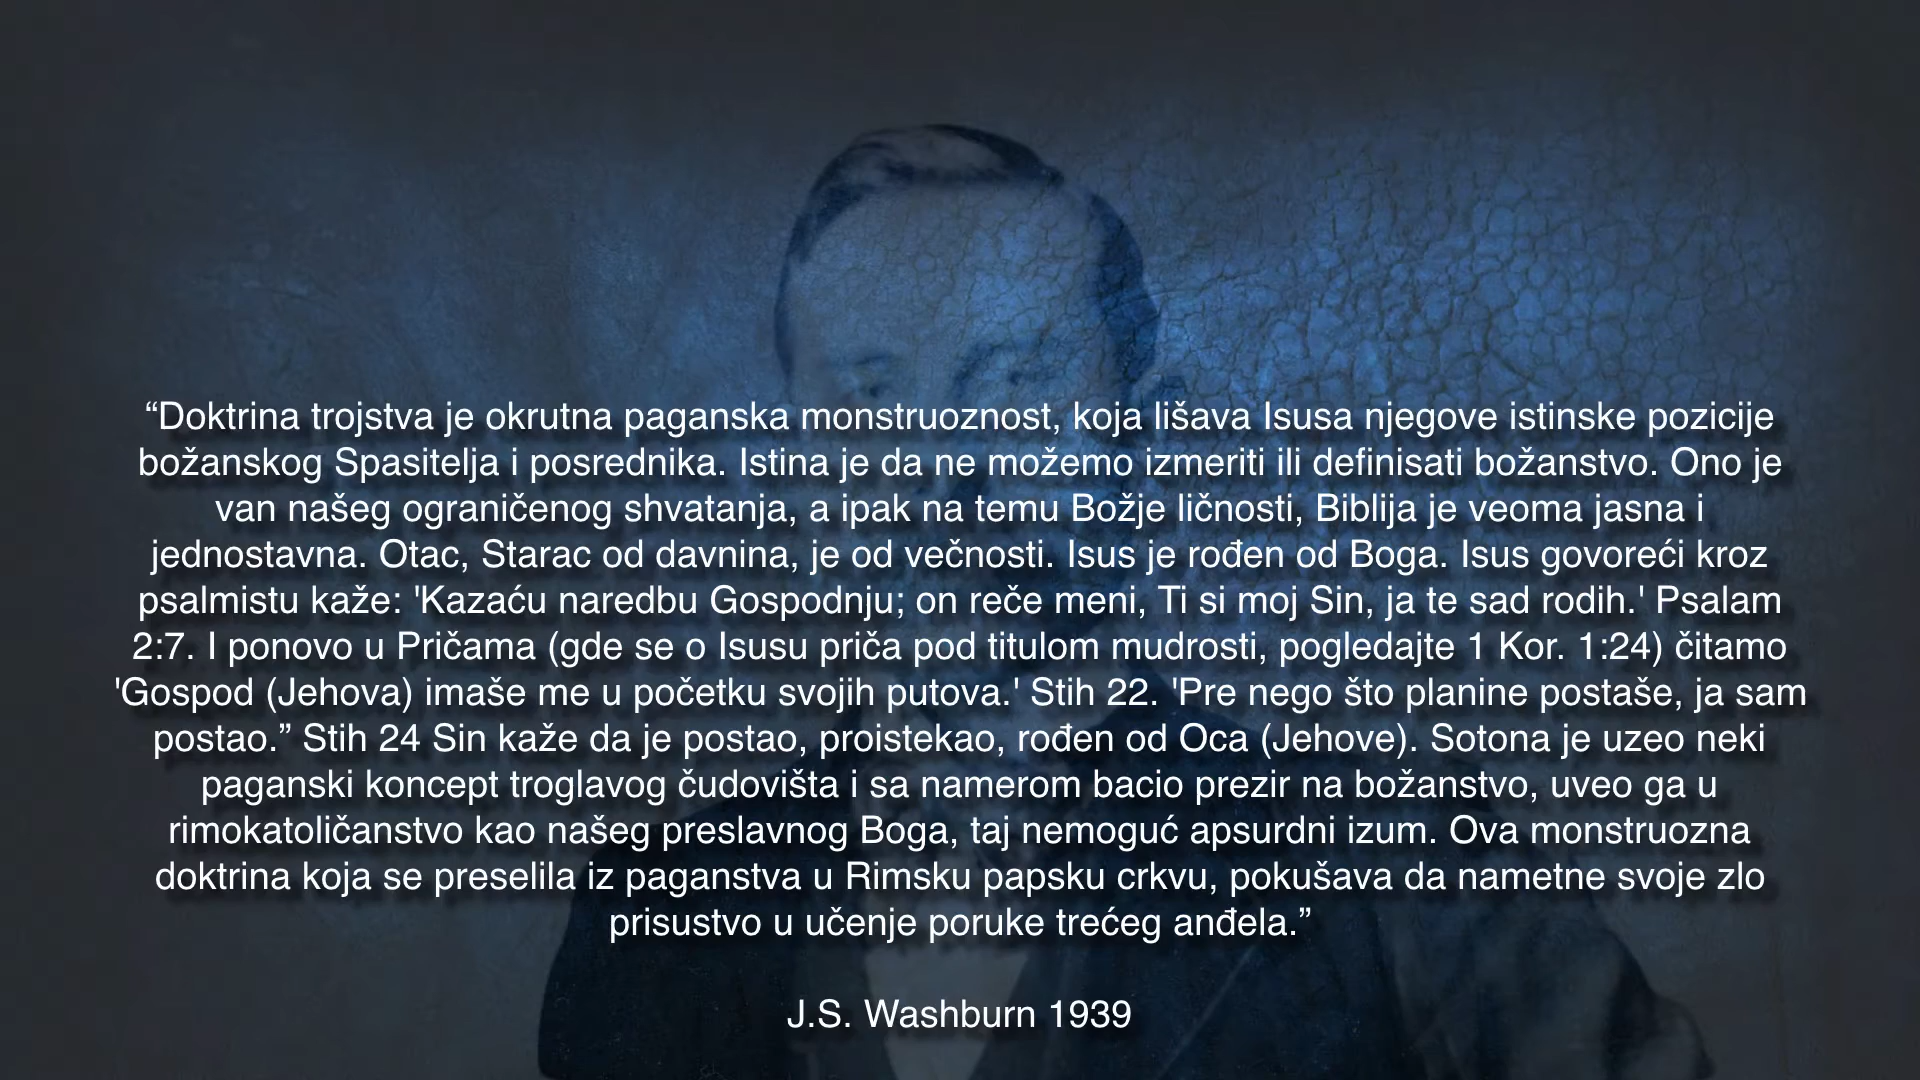 “Doktrina trojstva je okrutna paganska monstruoznost, koja lišava Isusa njegove istinske pozicije
božanskog Spasitelja i posrednika. Istina je da ne možemo izmeriti ili definisati božanstvo. Ono je
van našeg ograničenog shvatanja, a ipak na temu Božje ličnosti, Biblija je veoma jasna i
jednostavna. Otac, Starac od davnina, je od večnosti. Isus je rođen od Boga. Isus govoreći kroz
psalmistu kaže: 'Kazaću naredbu Gospodnju; on reče meni, Ti si moj Sin, ja te sad rodih.' Psalam
2:7. I ponovo u Pričama (gde se o Isusu priča pod titulom mudrosti, pogledajte 1 Kor. 1:24) čitamo
'Gospod (Jehova) imaše me u početku svojih putova.' Stih 22. 'Pre nego što planine postaše, ja sam
postao.” Stih 24 Sin kaže da je postao, proistekao, rođen od Oca (Jehove). Sotona je uzeo neki
paganski koncept troglavog čudovišta i sa namerom bacio prezir na božanstvo, uveo ga u
rimokatoličanstvo kao našeg preslavnog Boga, taj nemoguć apsurdni izum. Ova monstruozna
doktrina koja se preselila iz paganstva u Rimsku papsku crkvu, pokušava da nametne svoje zlo
prisustvo u učenje poruke trećeg anđela.”
J.S. Washburn 1939